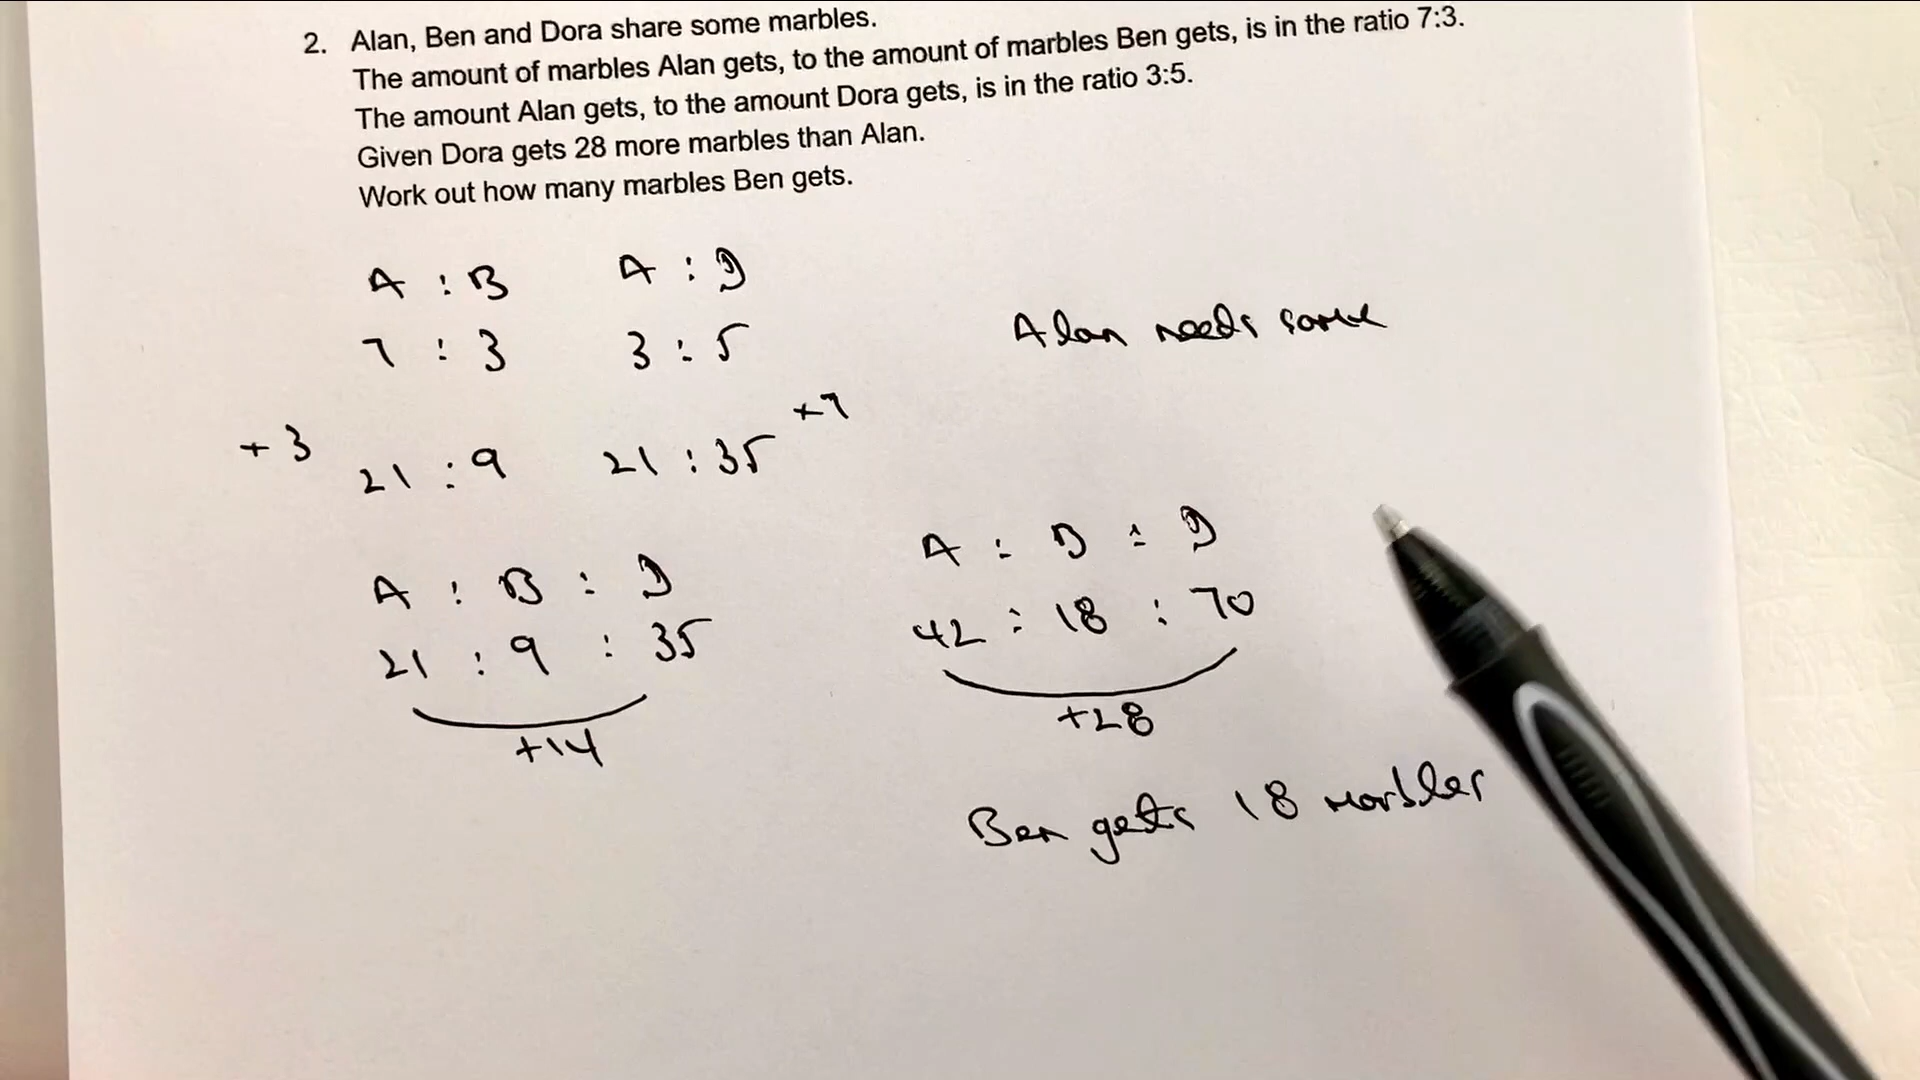 2. Alan, Ben and Dora share some marbles.
The amount of marbles Alan gets, to the amount of marbles Ben gets, is in the ratio 7:3.
The amount Alan gets, to the amount Dora gets, is in the ratio 3:5.
Given Dora gets 28 more marbles than Alan.
Work out how many marbles Ben gets.
A : B A : D
7 : 3 3 : 5
Alan needs same
×3 21 : 9 21 : 35 ×7
A : B : D
21 : 9 : 35
+14
A : B : D
42 : 18 : 70
+28
Ben gets 18 marbles